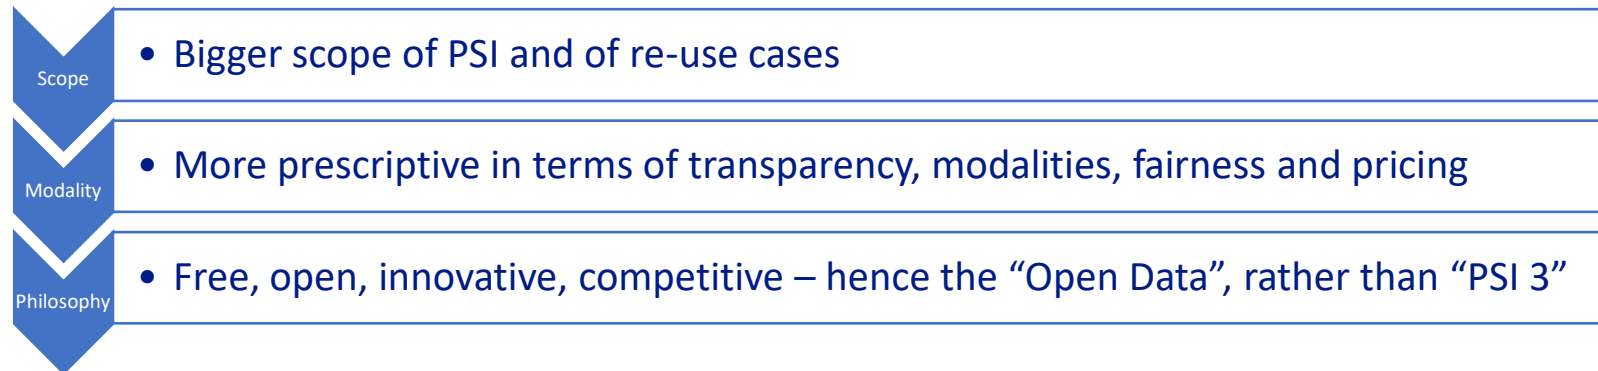 Scope
• Bigger scope of PSI and of re-use cases
Modality
• More prescriptive in terms of transparency, modalities, fairness and pricing
Philosophy
• Free, open, innovative, competitive – hence the “Open Data”, rather than “PSI 3”